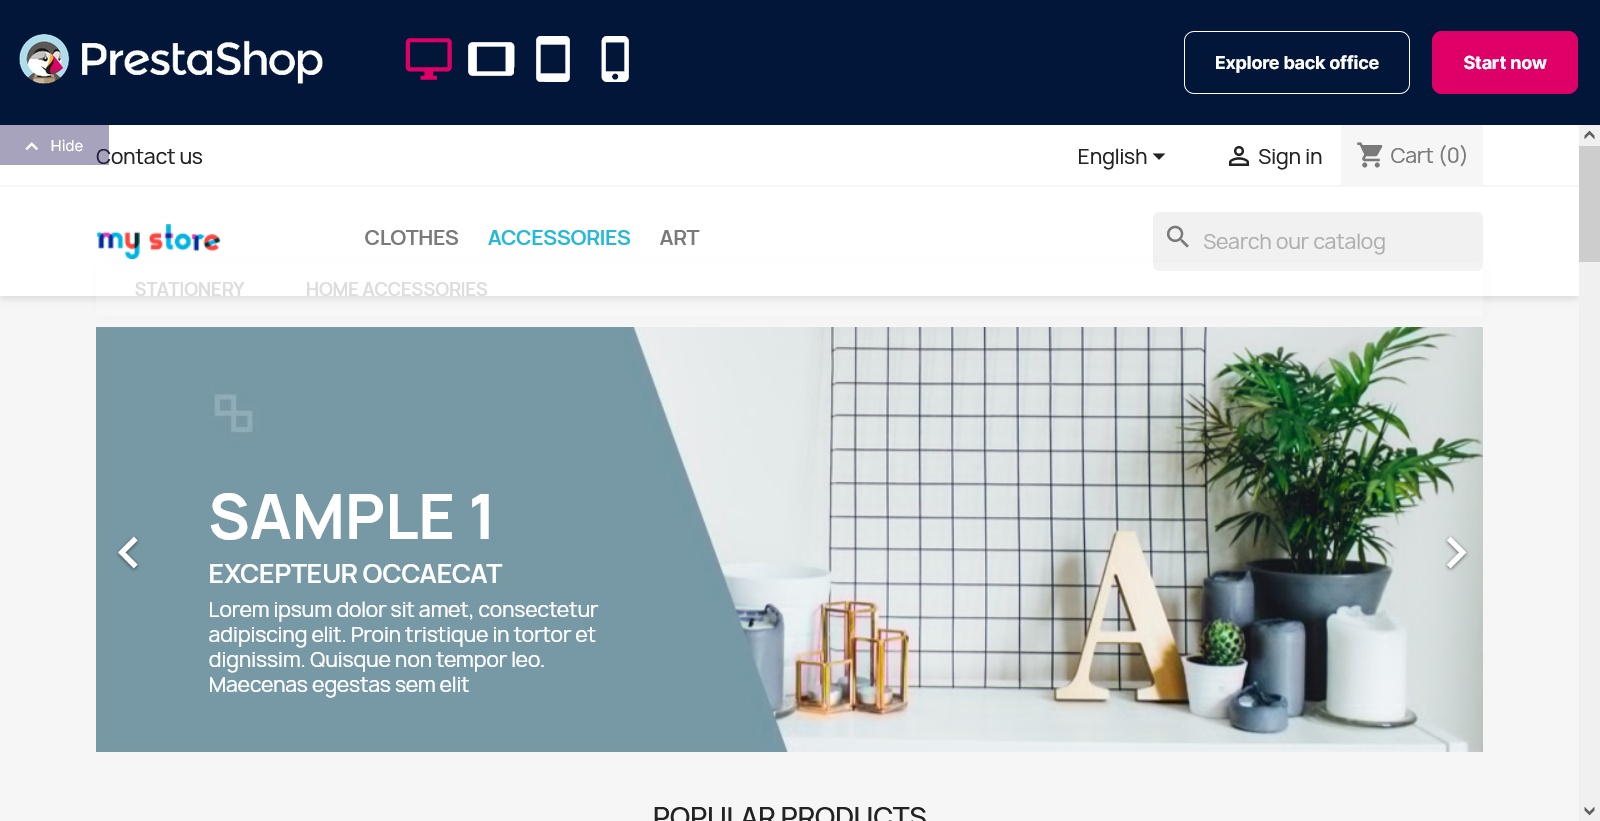 PrestaShop
Explore back office
Start now
Hide
Contact us
English
Sign in
Cart (0)
my store
CLOTHES
ACCESSORIES
ART
Search our catalog
STATIONERY
HOME ACCESSORIES
SAMPLE 1
EXCEPTEUR OCCAECAT
Lorem ipsum dolor sit amet, consectetur
adipiscing elit. Proin tristique in tortor et
dignissim. Quisque non tempor leo.
Maecenas egestas sem elit
A
POPULAR PRODUCTS